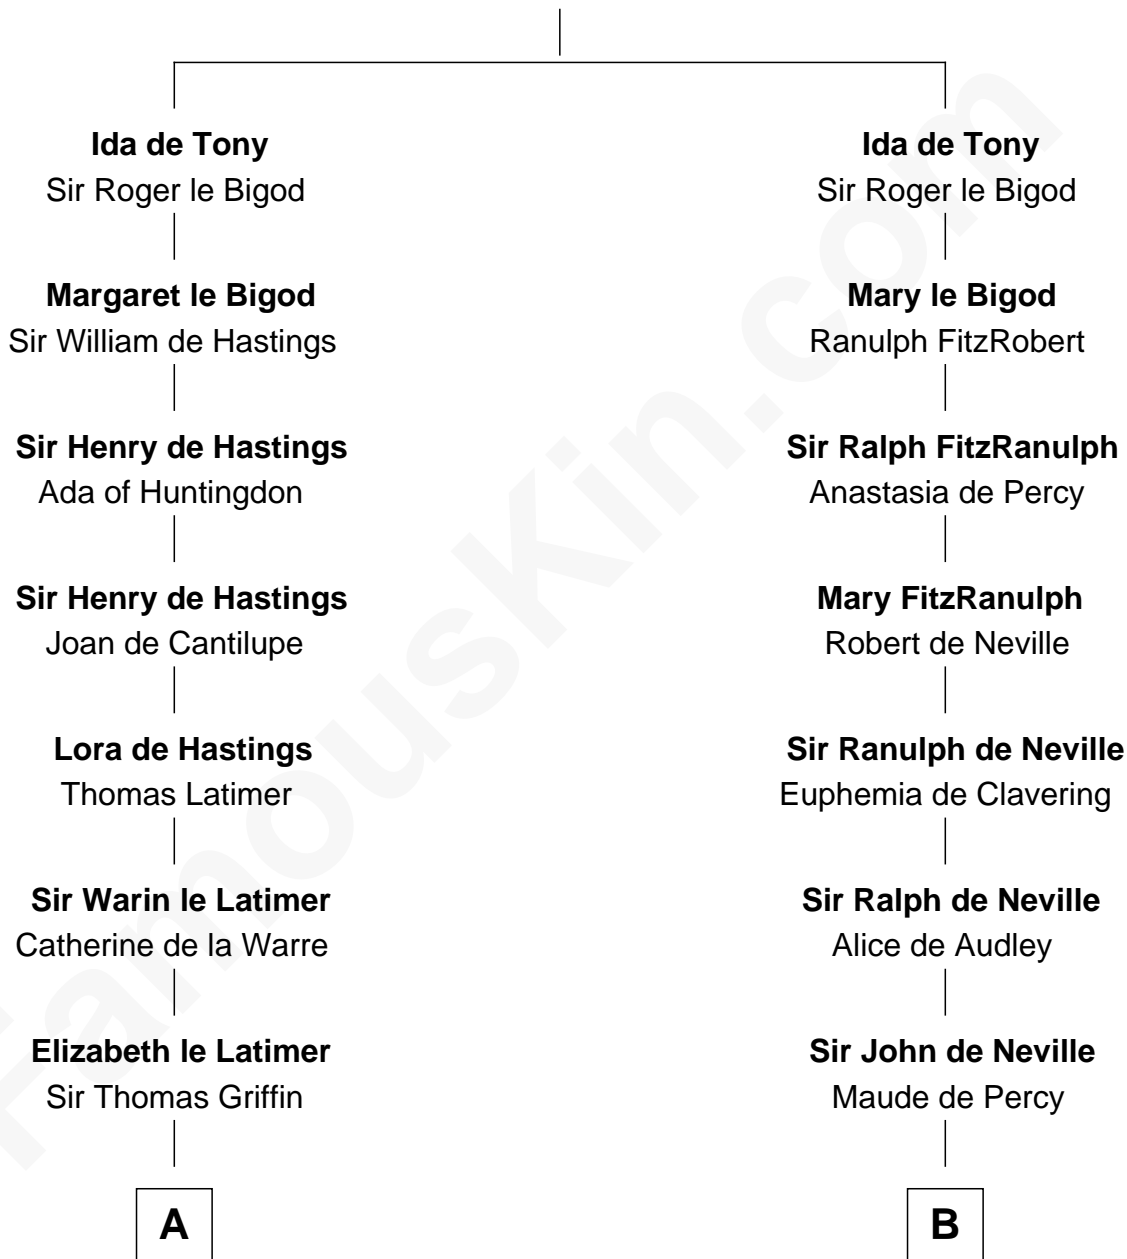 Ida de Tony
Sir Roger le Bigod
Margaret le Bigod
Sir William de Hastings
Sir Henry de Hastings
Ada of Huntingdon
Sir Henry de Hastings
Joan de Cantilupe
Lora de Hastings
Thomas Latimer
Sir Warin le Latimer
Catherine de la Warre
Elizabeth le Latimer
Sir Thomas Griffin
A
Ida de Tony
Sir Roger le Bigod
Mary le Bigod
Ranulph FitzRobert
Sir Ralph FitzRanulph
Anastasia de Percy
Mary FitzRanulph
Robert de Neville
Sir Ranulph de Neville
Euphemia de Clavering
Sir Ralph de Neville
Alice de Audley
Sir John de Neville
Maude de Percy
B
FamousKin.com